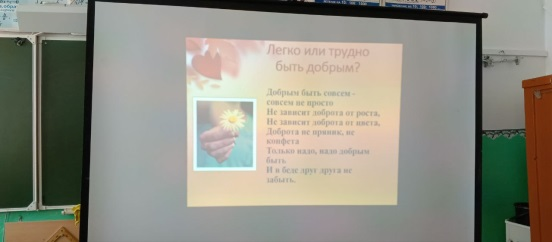 Легко или трудно
быть добрым?
Добрым быть совсем -
совсем не просто
Не зависит доброта от роста,
Не зависит доброта от цвета,
Доброта не пряник, не
конфета
Только надо, надо добрым
быть
И в беде друг друга не
забыть.